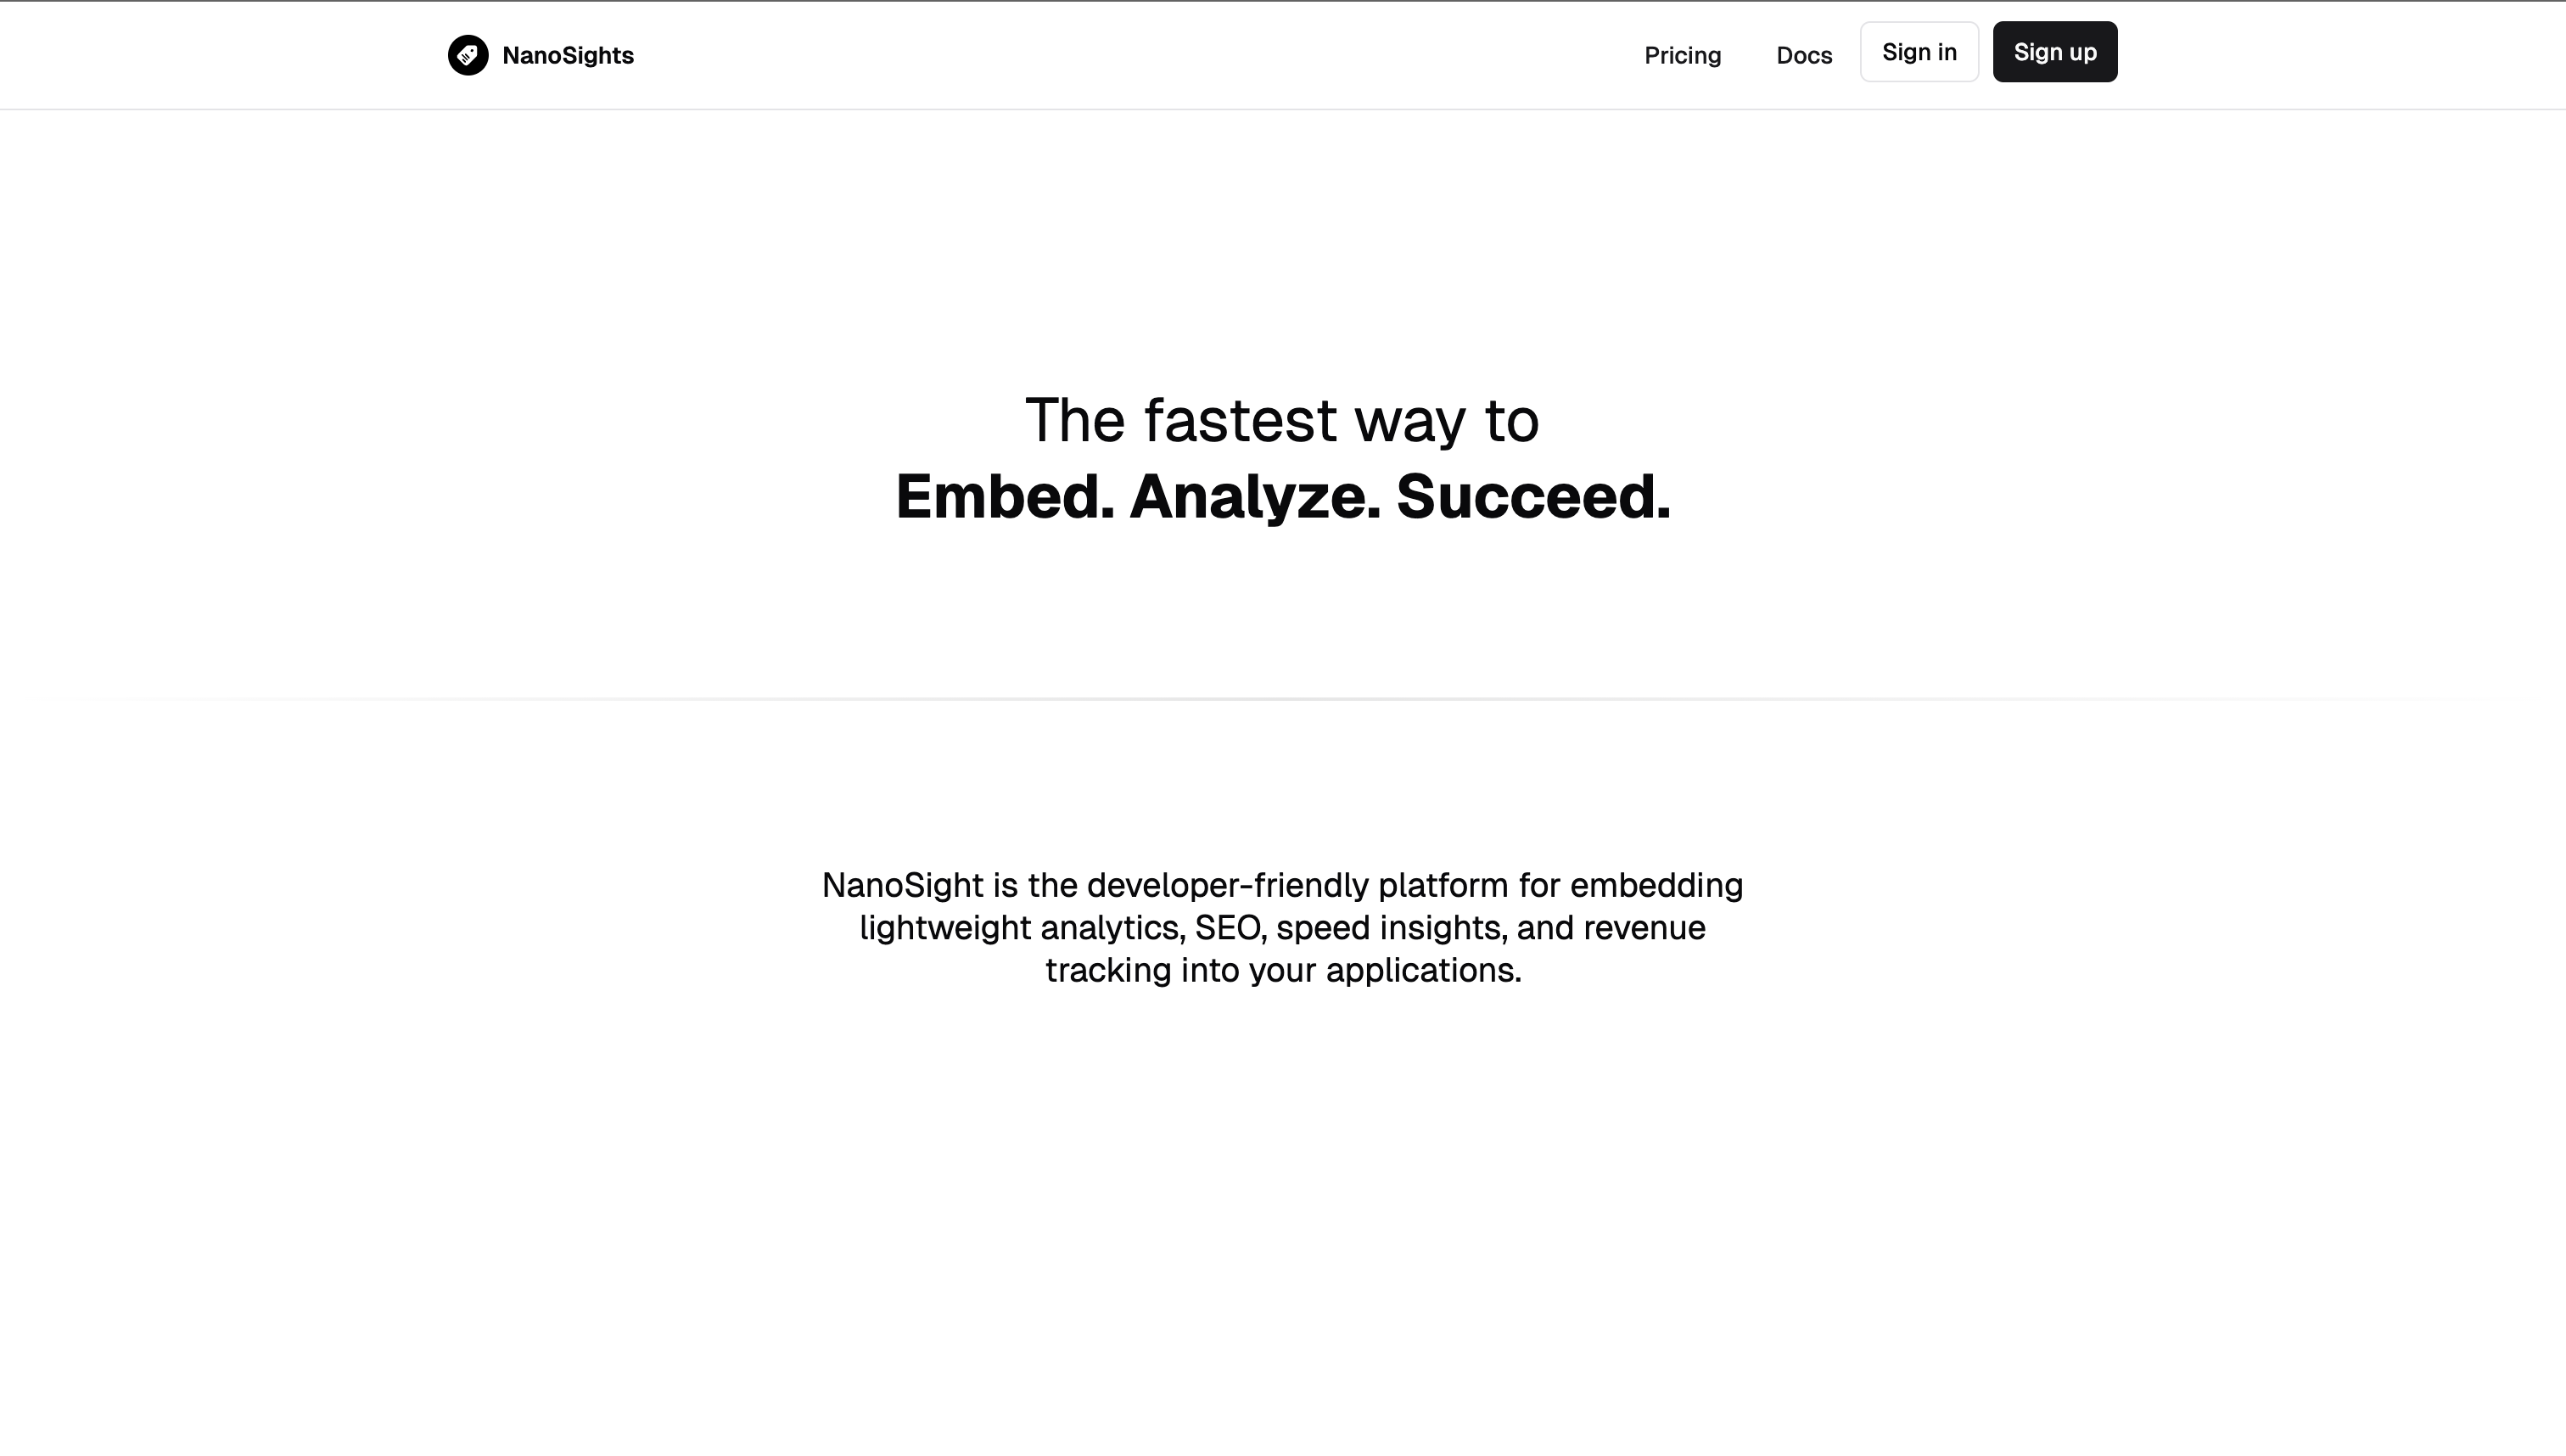 NanoSights
Pricing
Docs
Sign in
Sign up
The fastest way to
Embed. Analyze. Succeed.
NanoSight is the developer-friendly platform for embedding
lightweight analytics, SEO, speed insights, and revenue
tracking into your applications.